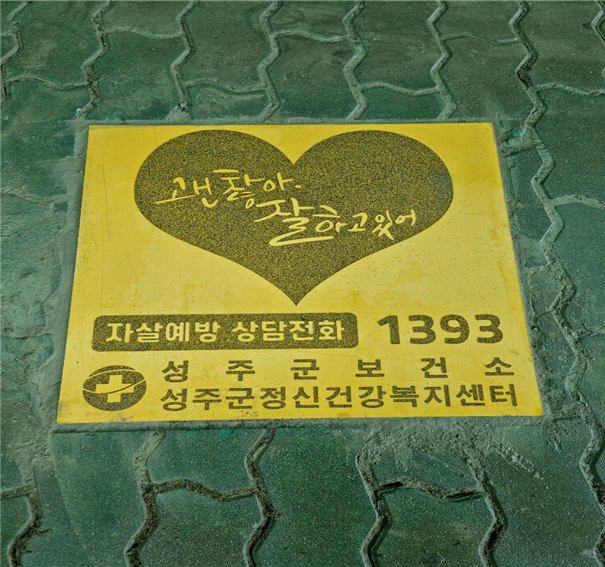 괜찮아.
잘하고있어
자살예방 상담전화 1393
성주군보건소
성주군정신건강복지센터